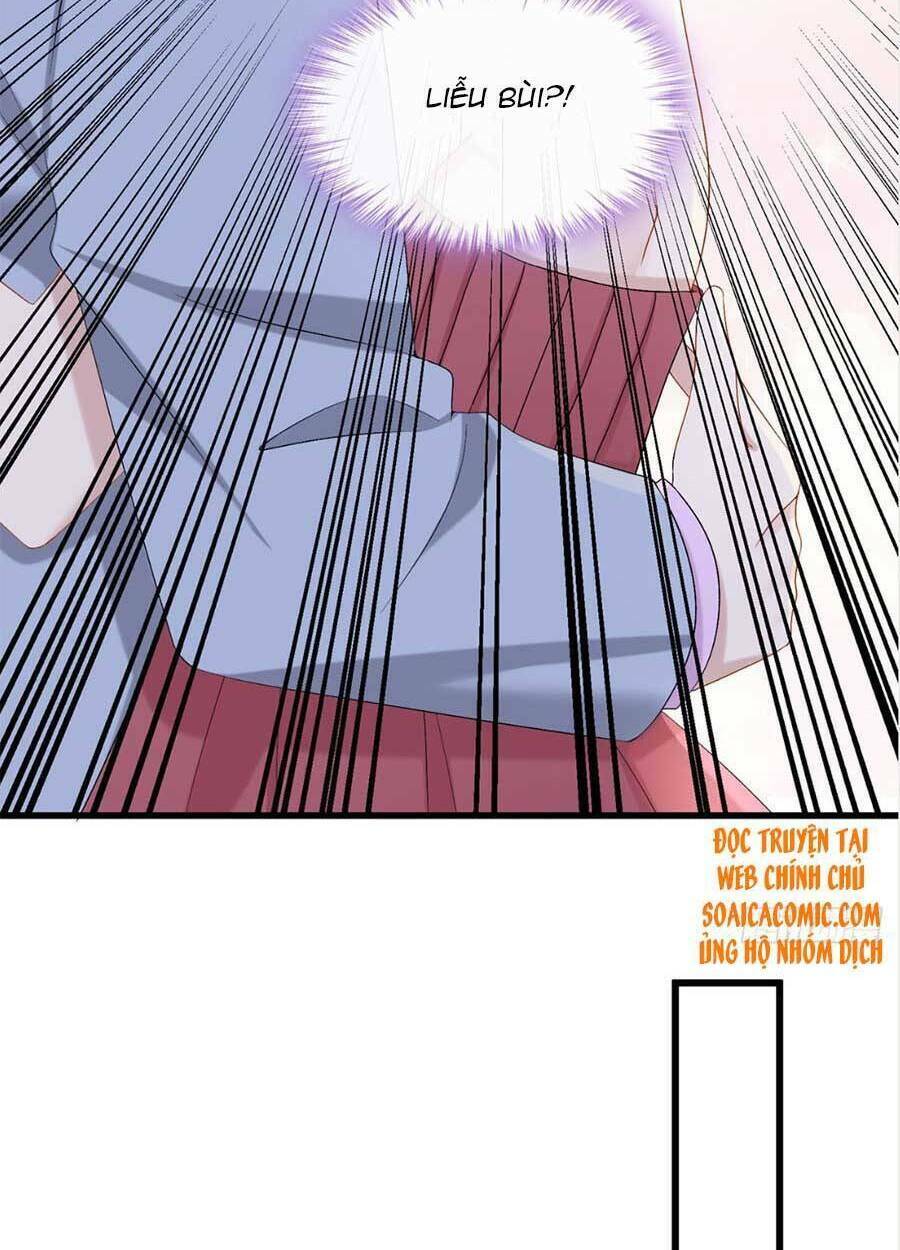 LIỄU BÙI?!
ĐỌC TRUYỆN TẠI
WEB CHÍNH CHỦ
SOAICACOMIC.COM
ỦNG HỘ NHÓM DỊCH